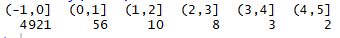 (-1,0] (0,1] (1,2] (2,3] (3,4] (4,5]
4921 56 10 8 3 2